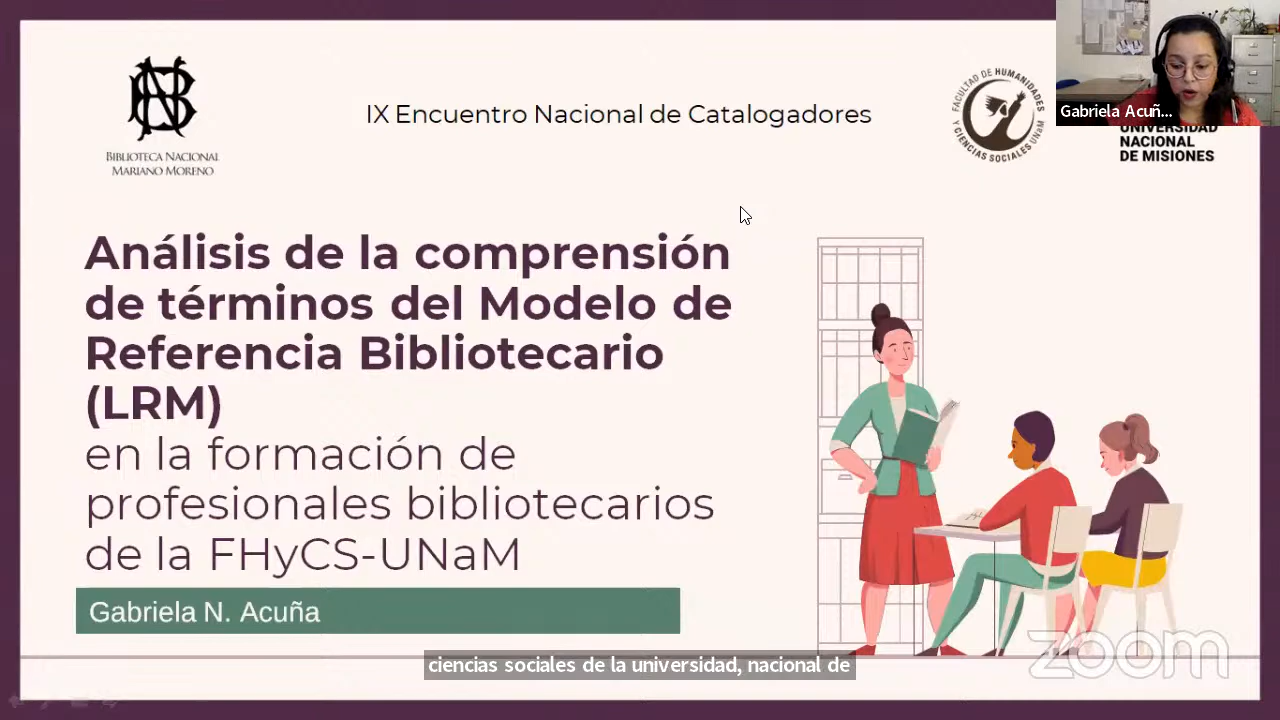 BIBLIOTECA NACIONAL
MARIANO MORENO
IX Encuentro Nacional de Catalogadores
FACULTAD DE HUMANIDADES
Y CIENCIAS SOCIALES UNaM
Gabriela Acuñ...
UNIVERSIDAD
NACIONAL
DE MISIONES
Análisis de la comprensión
de términos del Modelo de
Referencia Bibliotecario
(LRM)
en la formación de
profesionales bibliotecarios
de la FHyCS-UNaM
Gabriela N. Acuña
zoom
ciencias sociales de la universidad, nacional de